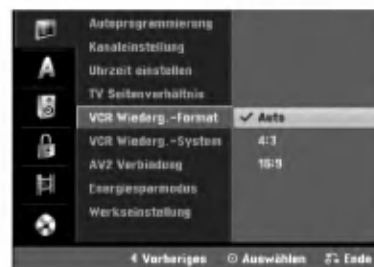 Autoprogrammierung
Kanaleinstellung
Uhrzeit einstellen
TV Seitenverhältnis
VCR Wiederg.-Format ✓ Auto
VCR Wiederg.-System 4:3
AV2 Verbindung 16:9
Energiesparmodus
Werkseinstellung
A
◄ Vorheriges ⊙ Auswählen Ende